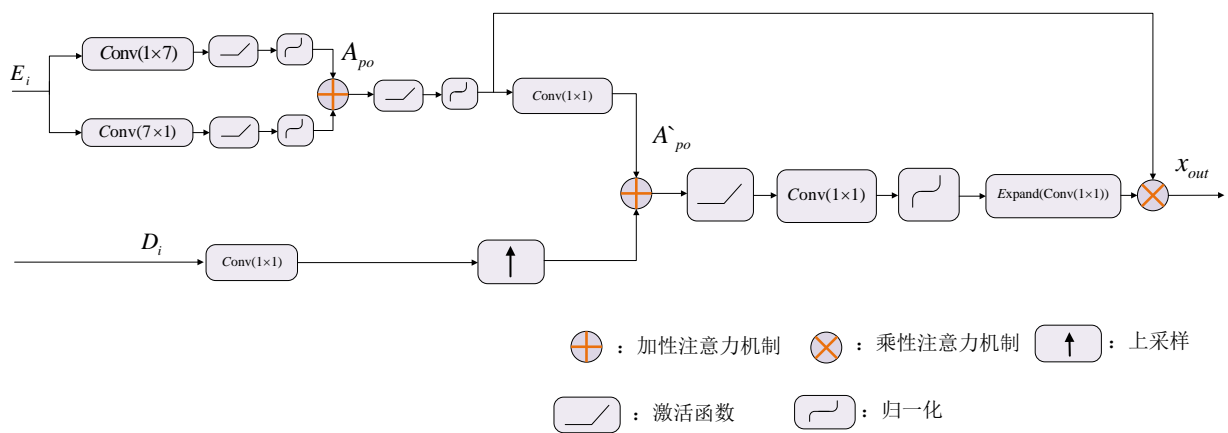 E_i
Conv(1×7)
A_po
Conv(7×1)
Conv(1×1)
A`_po
Conv(1×1)
Expand(Conv(1×1))
x_out
D_i
Conv(1×1)
：加性注意力机制
：乘性注意力机制
：上采样
：激活函数
：归一化